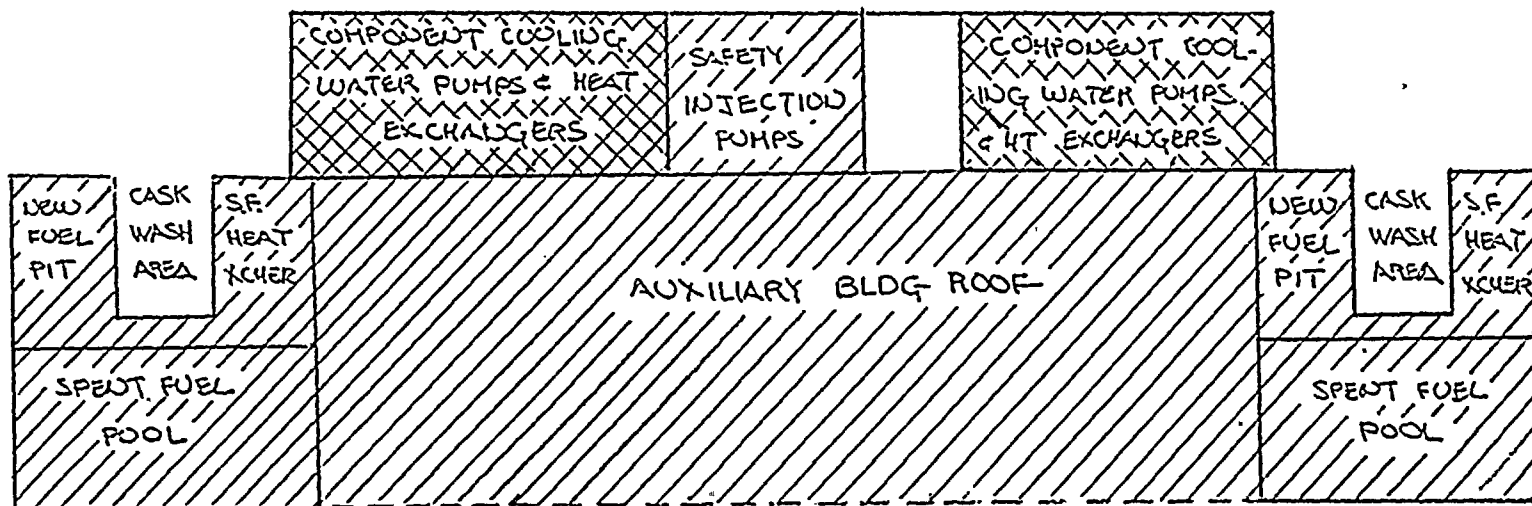 COMPONENT COOLING
WATER PUMPS & HEAT
EXCHANGERS
SAFETY
INJECTION
PUMPS
COMPONENT COOL-
ING WATER PUMPS
& HT EXCHANGERS
NEW
FUEL
PIT
CASK
WASH
AREA
S.F.
HEAT
XCHER
AUXILIARY BLDG ROOF
NEW
FUEL
PIT
CASK
WASH
AREA
S.F
HEAT
XCHER
SPENT FUEL
POOL
SPENT FUEL
POOL